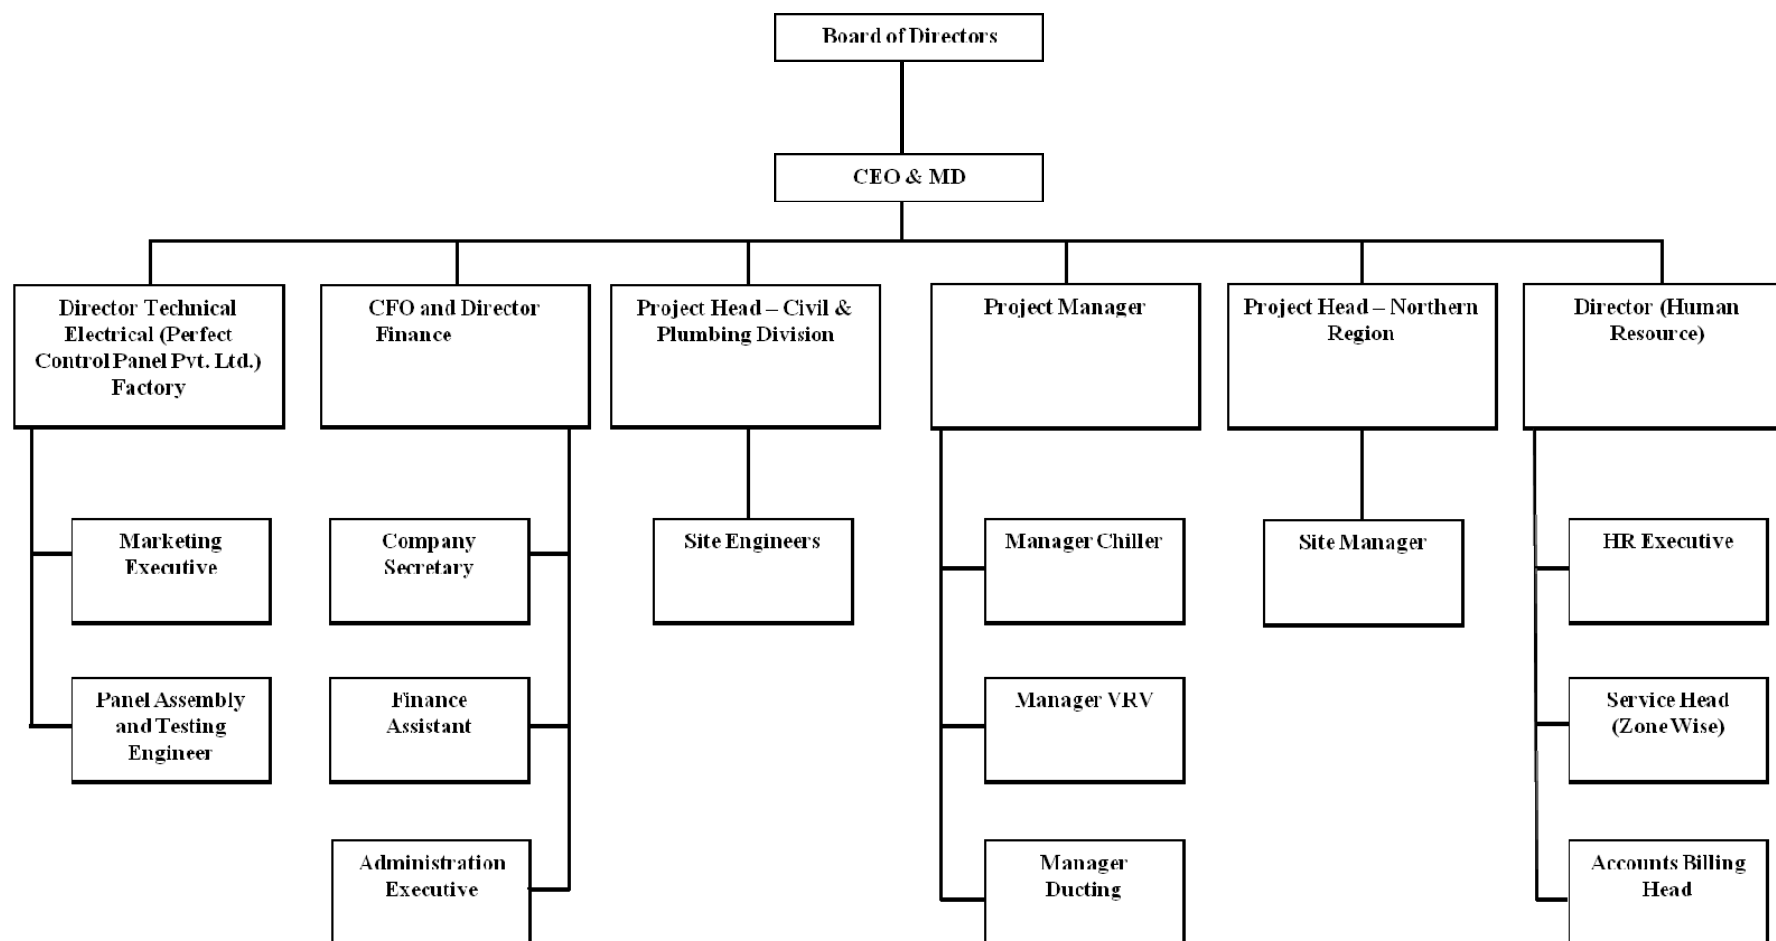 Board of Directors
CEO & MD
Director Technical
Electrical (Perfect
Control Panel Pvt. Ltd.)
Factory
CFO and Director
Finance
Project Head – Civil &
Plumbing Division
Project Manager
Project Head – Northern
Region
Director (Human
Resource)
Marketing
Executive
Company
Secretary
Site Engineers
Manager Chiller
Site Manager
HR Executive
Panel Assembly
and Testing
Engineer
Finance
Assistant
Manager VRV
Service Head
(Zone Wise)
Administration
Executive
Manager
Ducting
Accounts Billing
Head